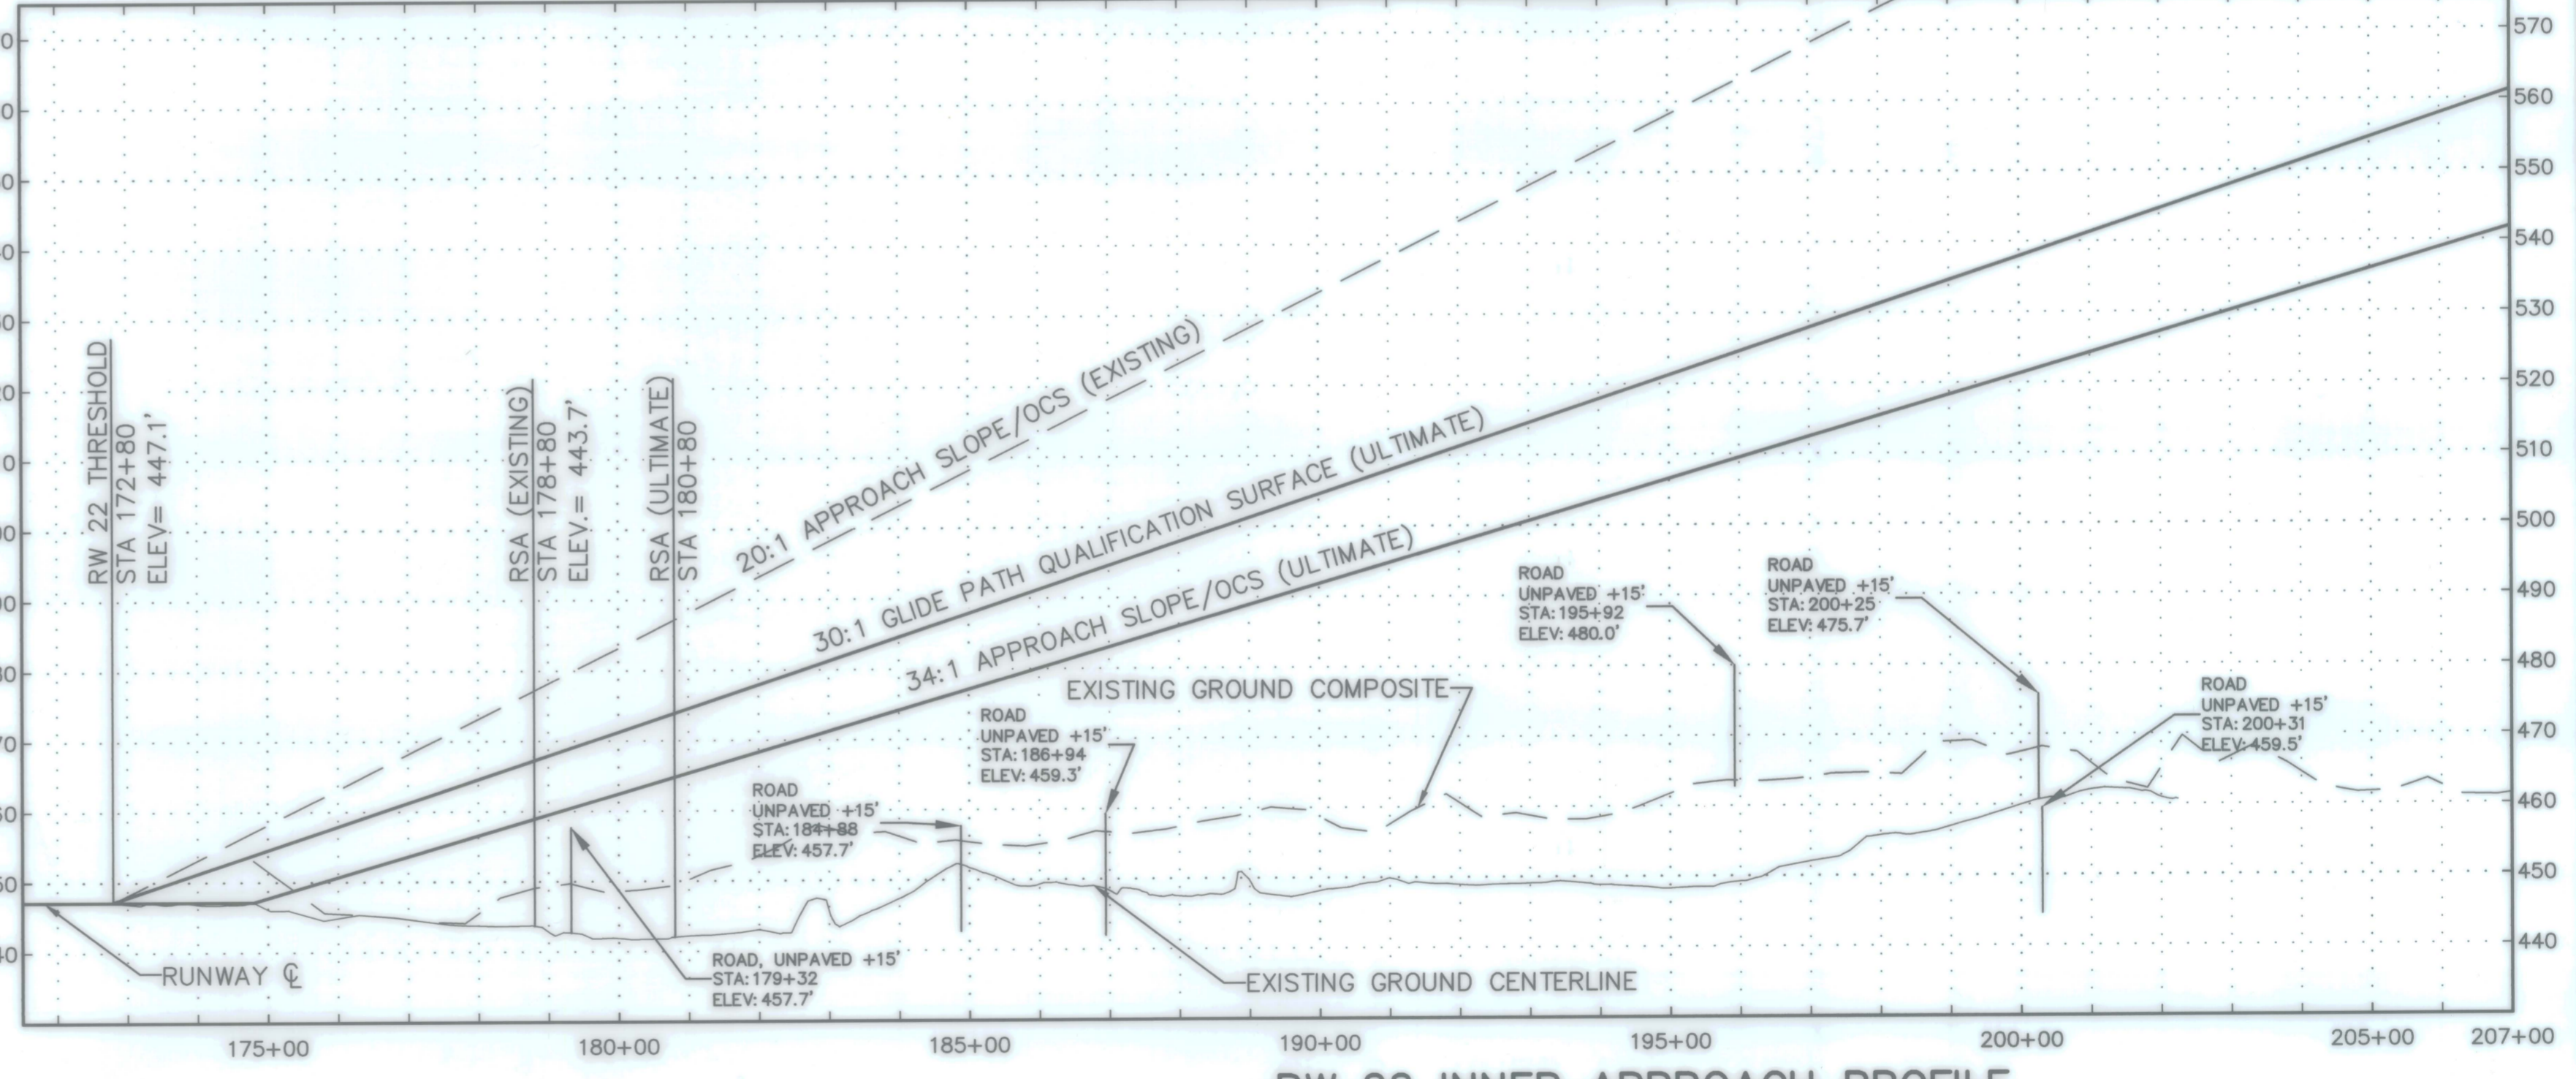 570
560
550
540
530
520
510
500
490
480
470
460
450
440
RW 22 THRESHOLD
STA 172+80
ELEV= 447.1'
RSA (EXISTING)
STA 178+80
ELEV.= 443.7'
RSA (ULTIMATE)
STA 180+80
20:1 APPROACH SLOPE/OCS (EXISTING)
30:1 GLIDE PATH QUALIFICATION SURFACE (ULTIMATE)
34:1 APPROACH SLOPE/OCS (ULTIMATE)
ROAD
UNPAVED +15'
STA: 195+92
ELEV: 480.0'
ROAD
UNPAVED +15'
STA: 200+25
ELEV: 475.7'
EXISTING GROUND COMPOSITE
ROAD
UNPAVED +15'
STA: 200+31
ELEV: 459.5'
ROAD
UNPAVED +15'
STA: 186+94
ELEV: 459.3'
ROAD
UNPAVED +15'
STA: 184+88
ELEV: 457.7'
RUNWAY ℄
ROAD, UNPAVED +15'
STA: 179+32
ELEV: 457.7'
EXISTING GROUND CENTERLINE
175+00
180+00
185+00
190+00
195+00
200+00
205+00
207+00
INNER APPROACH PROFILE